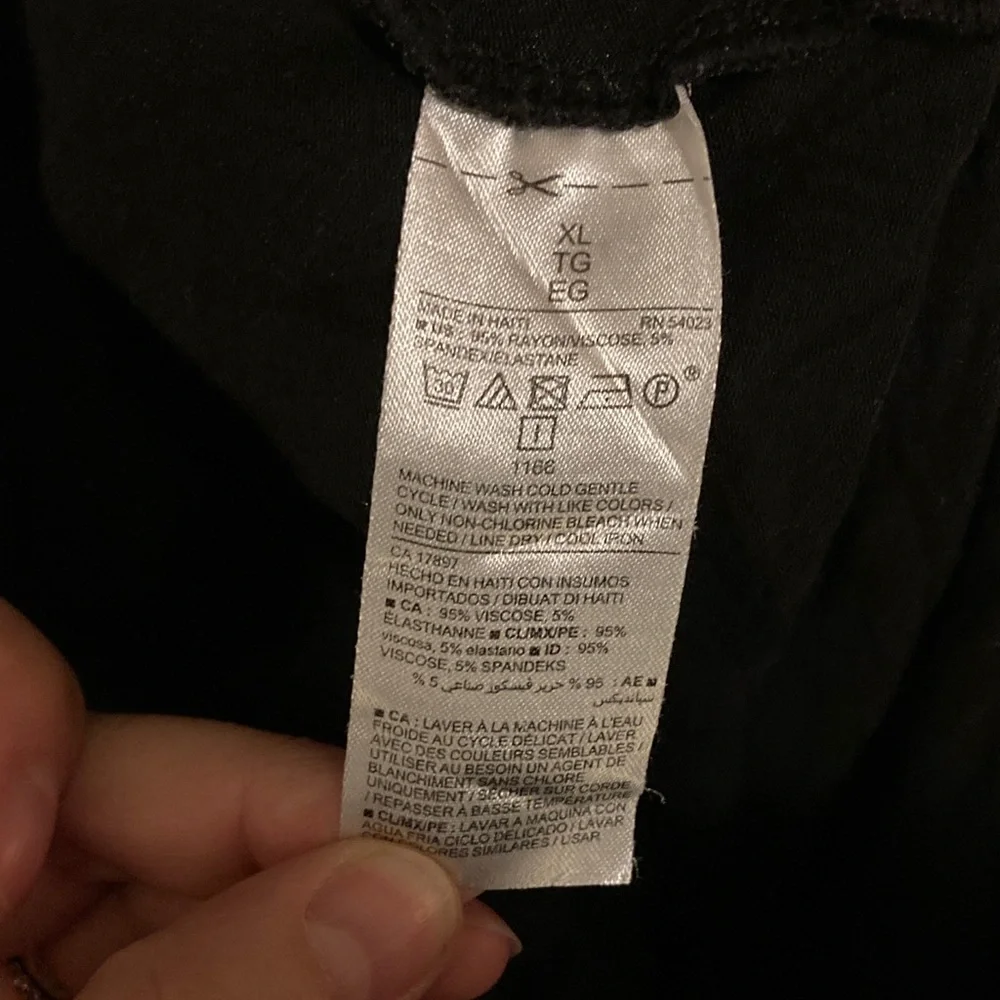 XL
TG
EG
MADE IN HAITI RN 54023
US : 95% RAYON/VISCOSE, 5%
SPANDEX/ELASTANE
30 P ®
1166
MACHINE WASH COLD GENTLE
CYCLE / WASH WITH LIKE COLORS /
ONLY NON-CHLORINE BLEACH WHEN
NEEDED / LINE DRY / COOL IRON
CA 17897
HECHO EN HAITI CON INSUMOS
IMPORTADOS / DIBUAT DI HAITI
CA : 95% VISCOSE, 5%
ÉLASTHANNE CL/MX/PE : 95%
viscosa, 5% elastano ID : 95%
VISCOSE, 5% SPANDEKS
AE : 95 % حرير فسكوز صناعي 5 %
سبانديكس
CA : LAVER À LA MACHINE À L'EAU
FROIDE AU CYCLE DÉLICAT / LAVER
AVEC DES COULEURS SEMBLABLES /
UTILISER AU BESOIN UN AGENT DE
BLANCHIMENT SANS CHLORE
UNIQUEMENT / SÉCHER SUR CORDE
/ REPASSER À BASSE TEMPÉRATURE
CL/MX/PE : LAVAR A MAQUINA CON
AGUA FRIA CICLO DELICADO / LAVAR
CON COLORES SIMILARES / USAR